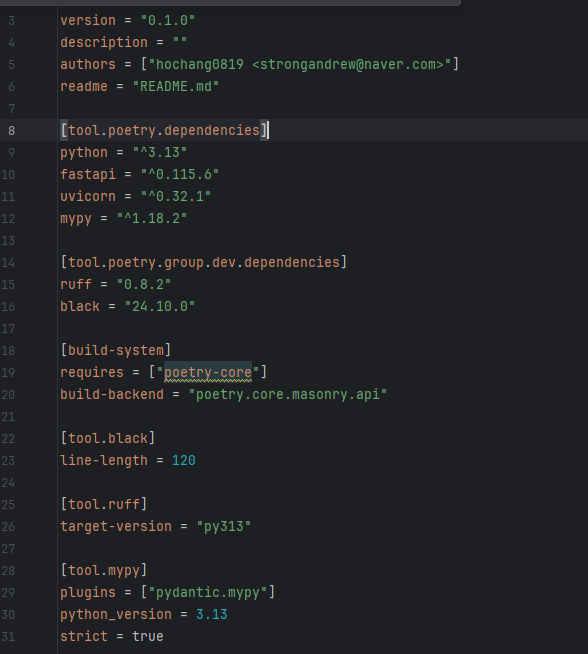 3 version = "0.1.0"
4 description = ""
5 authors = ["hochang0819 <strongandrew@naver.com>"]
6 readme = "README.md"
7
8 [tool.poetry.dependencies]
9 python = "^3.13"
10 fastapi = "^0.115.6"
11 uvicorn = "^0.32.1"
12 mypy = "^1.18.2"
13
14 [tool.poetry.group.dev.dependencies]
15 ruff = "0.8.2"
16 black = "24.10.0"
17
18 [build-system]
19 requires = ["poetry-core"]
20 build-backend = "poetry.core.masonry.api"
21
22 [tool.black]
23 line-length = 120
24
25 [tool.ruff]
26 target-version = "py313"
27
28 [tool.mypy]
29 plugins = ["pydantic.mypy"]
30 python_version = 3.13
31 strict = true